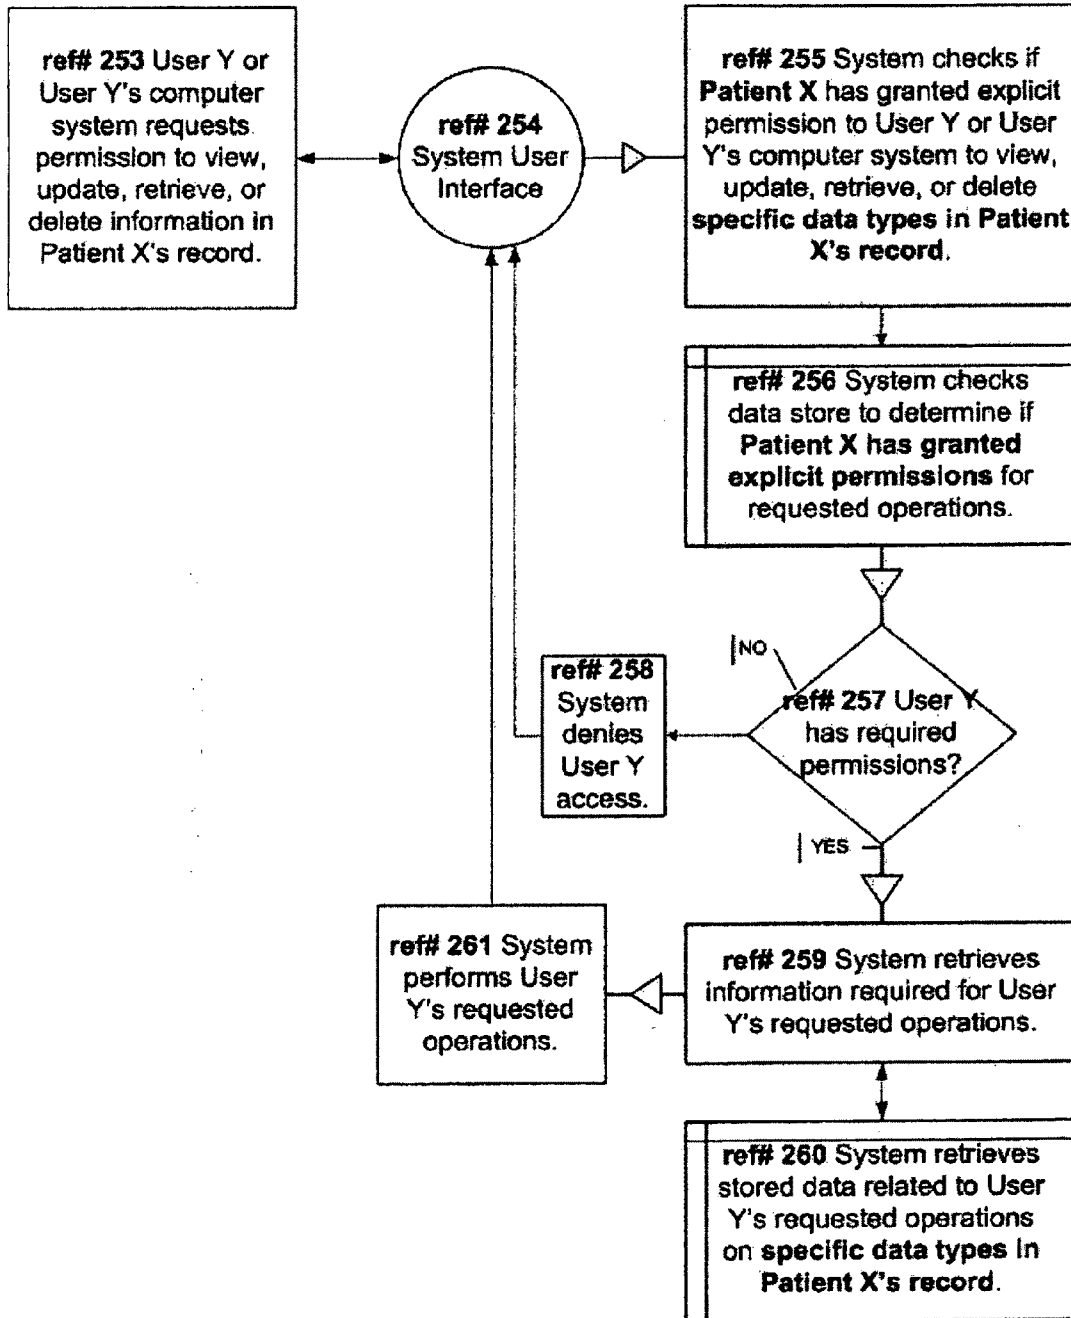 ref# 253 User Y or
User Y's computer
system requests
permission to view,
update, retrieve, or
delete information in
Patient X's record.
ref# 254
System User
Interface
ref# 255 System checks if
Patient X has granted explicit
permission to User Y or User
Y's computer system to view,
update, retrieve, or delete
specific data types in Patient
X's record.
ref# 256 System checks
data store to determine if
Patient X has granted
explicit permissions for
requested operations.
NO
ref# 257 User Y
has required
permissions?
ref# 258
System
denies
User Y
access.
YES
ref# 259 System retrieves
information required for User
Y's requested operations.
ref# 261 System
performs User
Y's requested
operations.
ref# 260 System retrieves
stored data related to User
Y's requested operations
on specific data types in
Patient X's record.